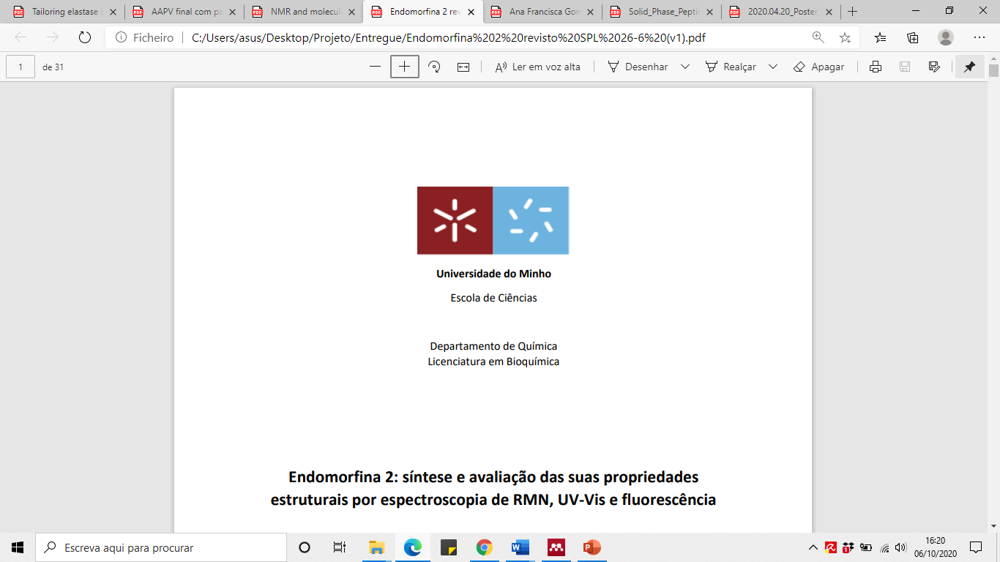 Tailoring elastase
AAPV final com pa
NMR and molecul
Endomorfina 2 rev
Ana Francisca Gon
Solid_Phase_Pepti
2020.04.20_Poster
Ficheiro
C:/Users/asus/Desktop/Projeto/Entregue/Endomorfina%202%20revisto%20SPL%2026-6%20(v1).pdf
1 de 31
Ler em voz alta
Desenhar
Realçar
Apagar
Universidade do Minho
Escola de Ciências
Departamento de Química
Licenciatura em Bioquímica
Endomorfina 2: síntese e avaliação das suas propriedades
estruturais por espectroscopia de RMN, UV-Vis e fluorescência
Escreva aqui para procurar
16:20
06/10/2020